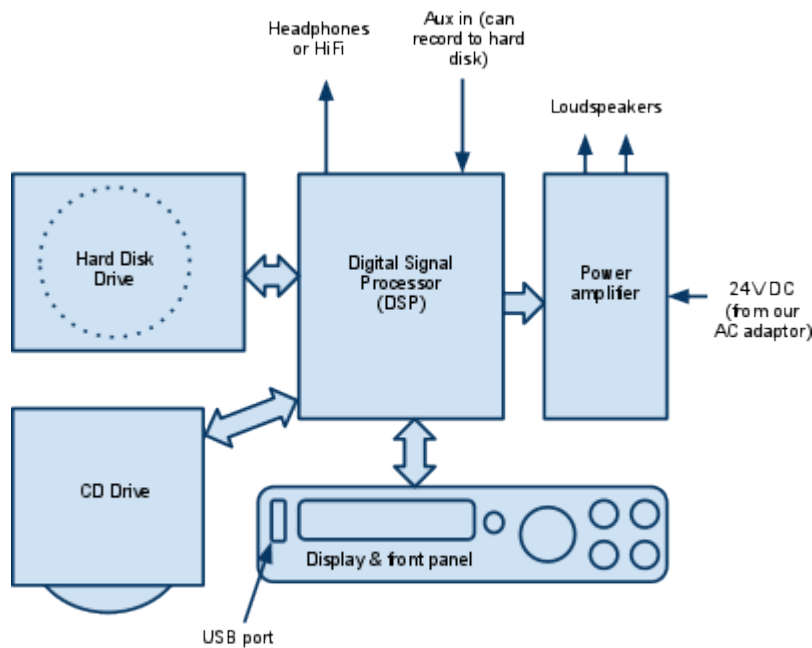 Headphones
or HiFi
Aux in (can
record to hard
disk)
Loudspeakers
Hard Disk
Drive
Digital Signal
Processor
(DSP)
Power
amplifier
24V DC
(from our
AC adaptor)
CD Drive
Display & front panel
USB port